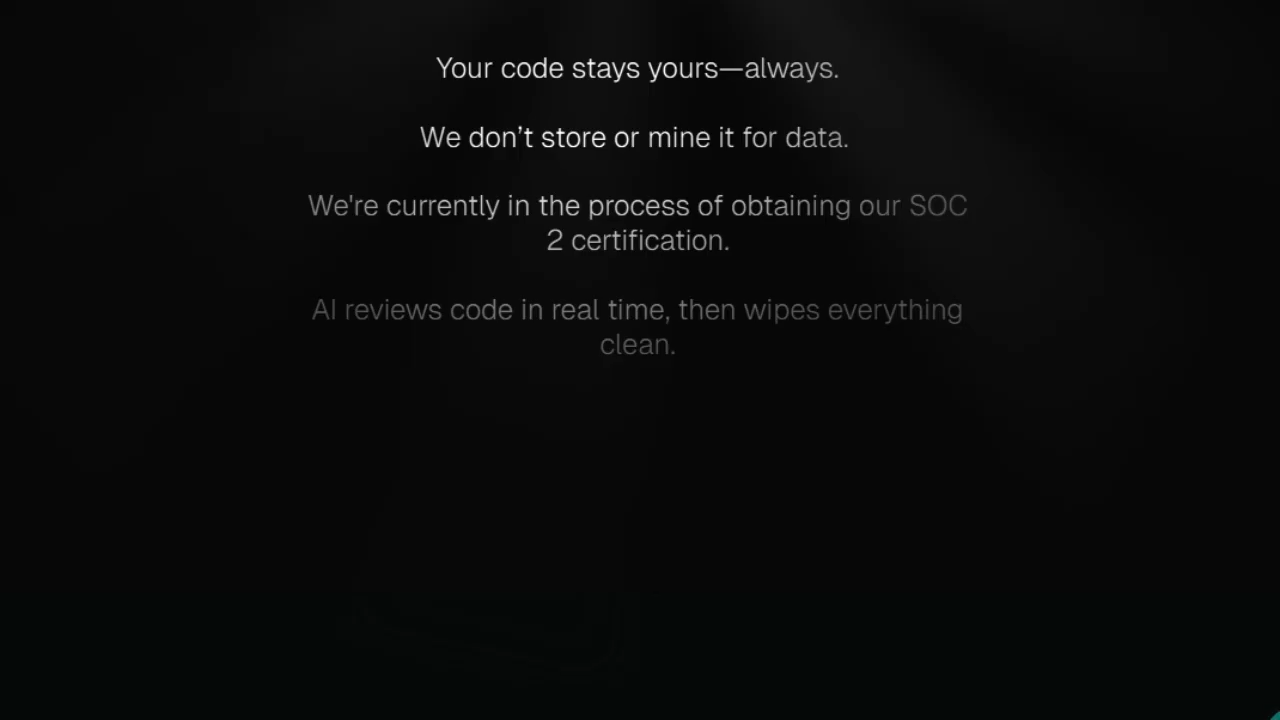 Your code stays yours—always.
We don’t store or mine it for data.
We're currently in the process of obtaining our SOC
2 certification.
AI reviews code in real time, then wipes everything
clean.